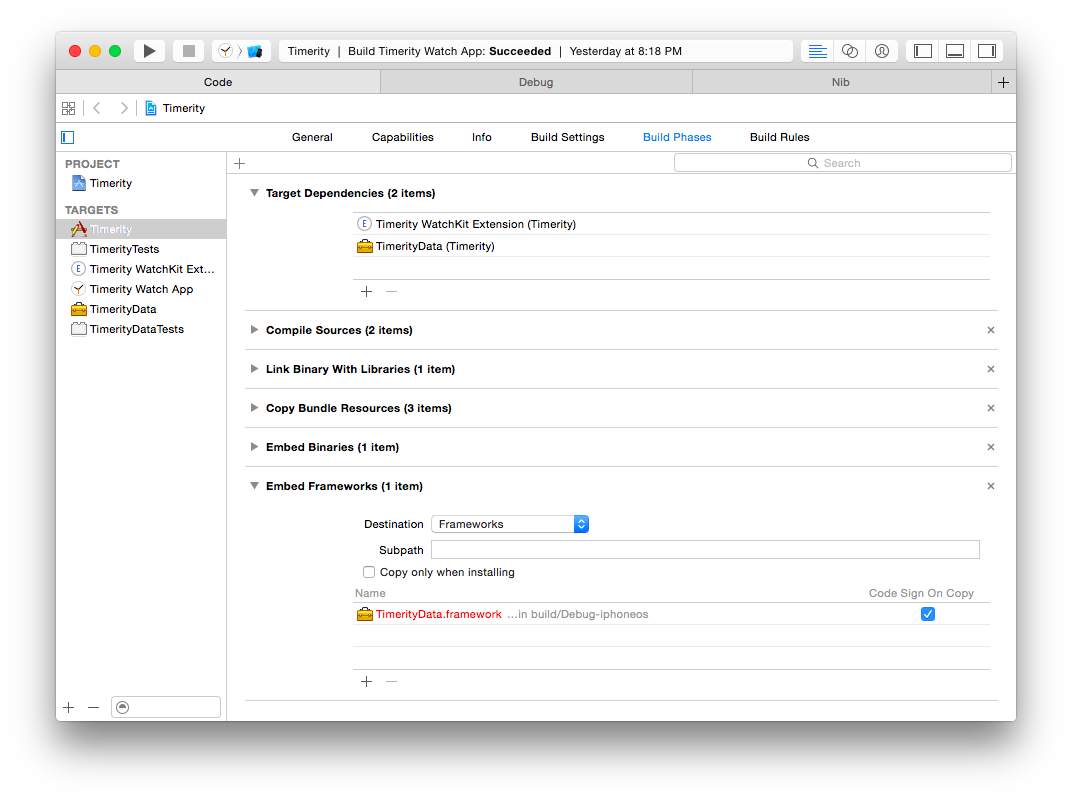 Timerity | Build Timerity Watch App: Succeeded | Yesterday at 8:18 PM
Code Debug Nib
Timerity
General Capabilities Info Build Settings Build Phases Build Rules
PROJECT
Timerity
TARGETS
Timerity
TimerityTests
E Timerity WatchKit Ext...
Timerity Watch App
TimerityData
TimerityDataTests
Search
Target Dependencies (2 items)
E Timerity WatchKit Extension (Timerity)
TimerityData (Timerity)
Compile Sources (2 items)
Link Binary With Libraries (1 item)
Copy Bundle Resources (3 items)
Embed Binaries (1 item)
Embed Frameworks (1 item)
Destination Frameworks
Subpath
Copy only when installing
Name Code Sign On Copy
TimerityData.framework ...in build/Debug-iphoneos